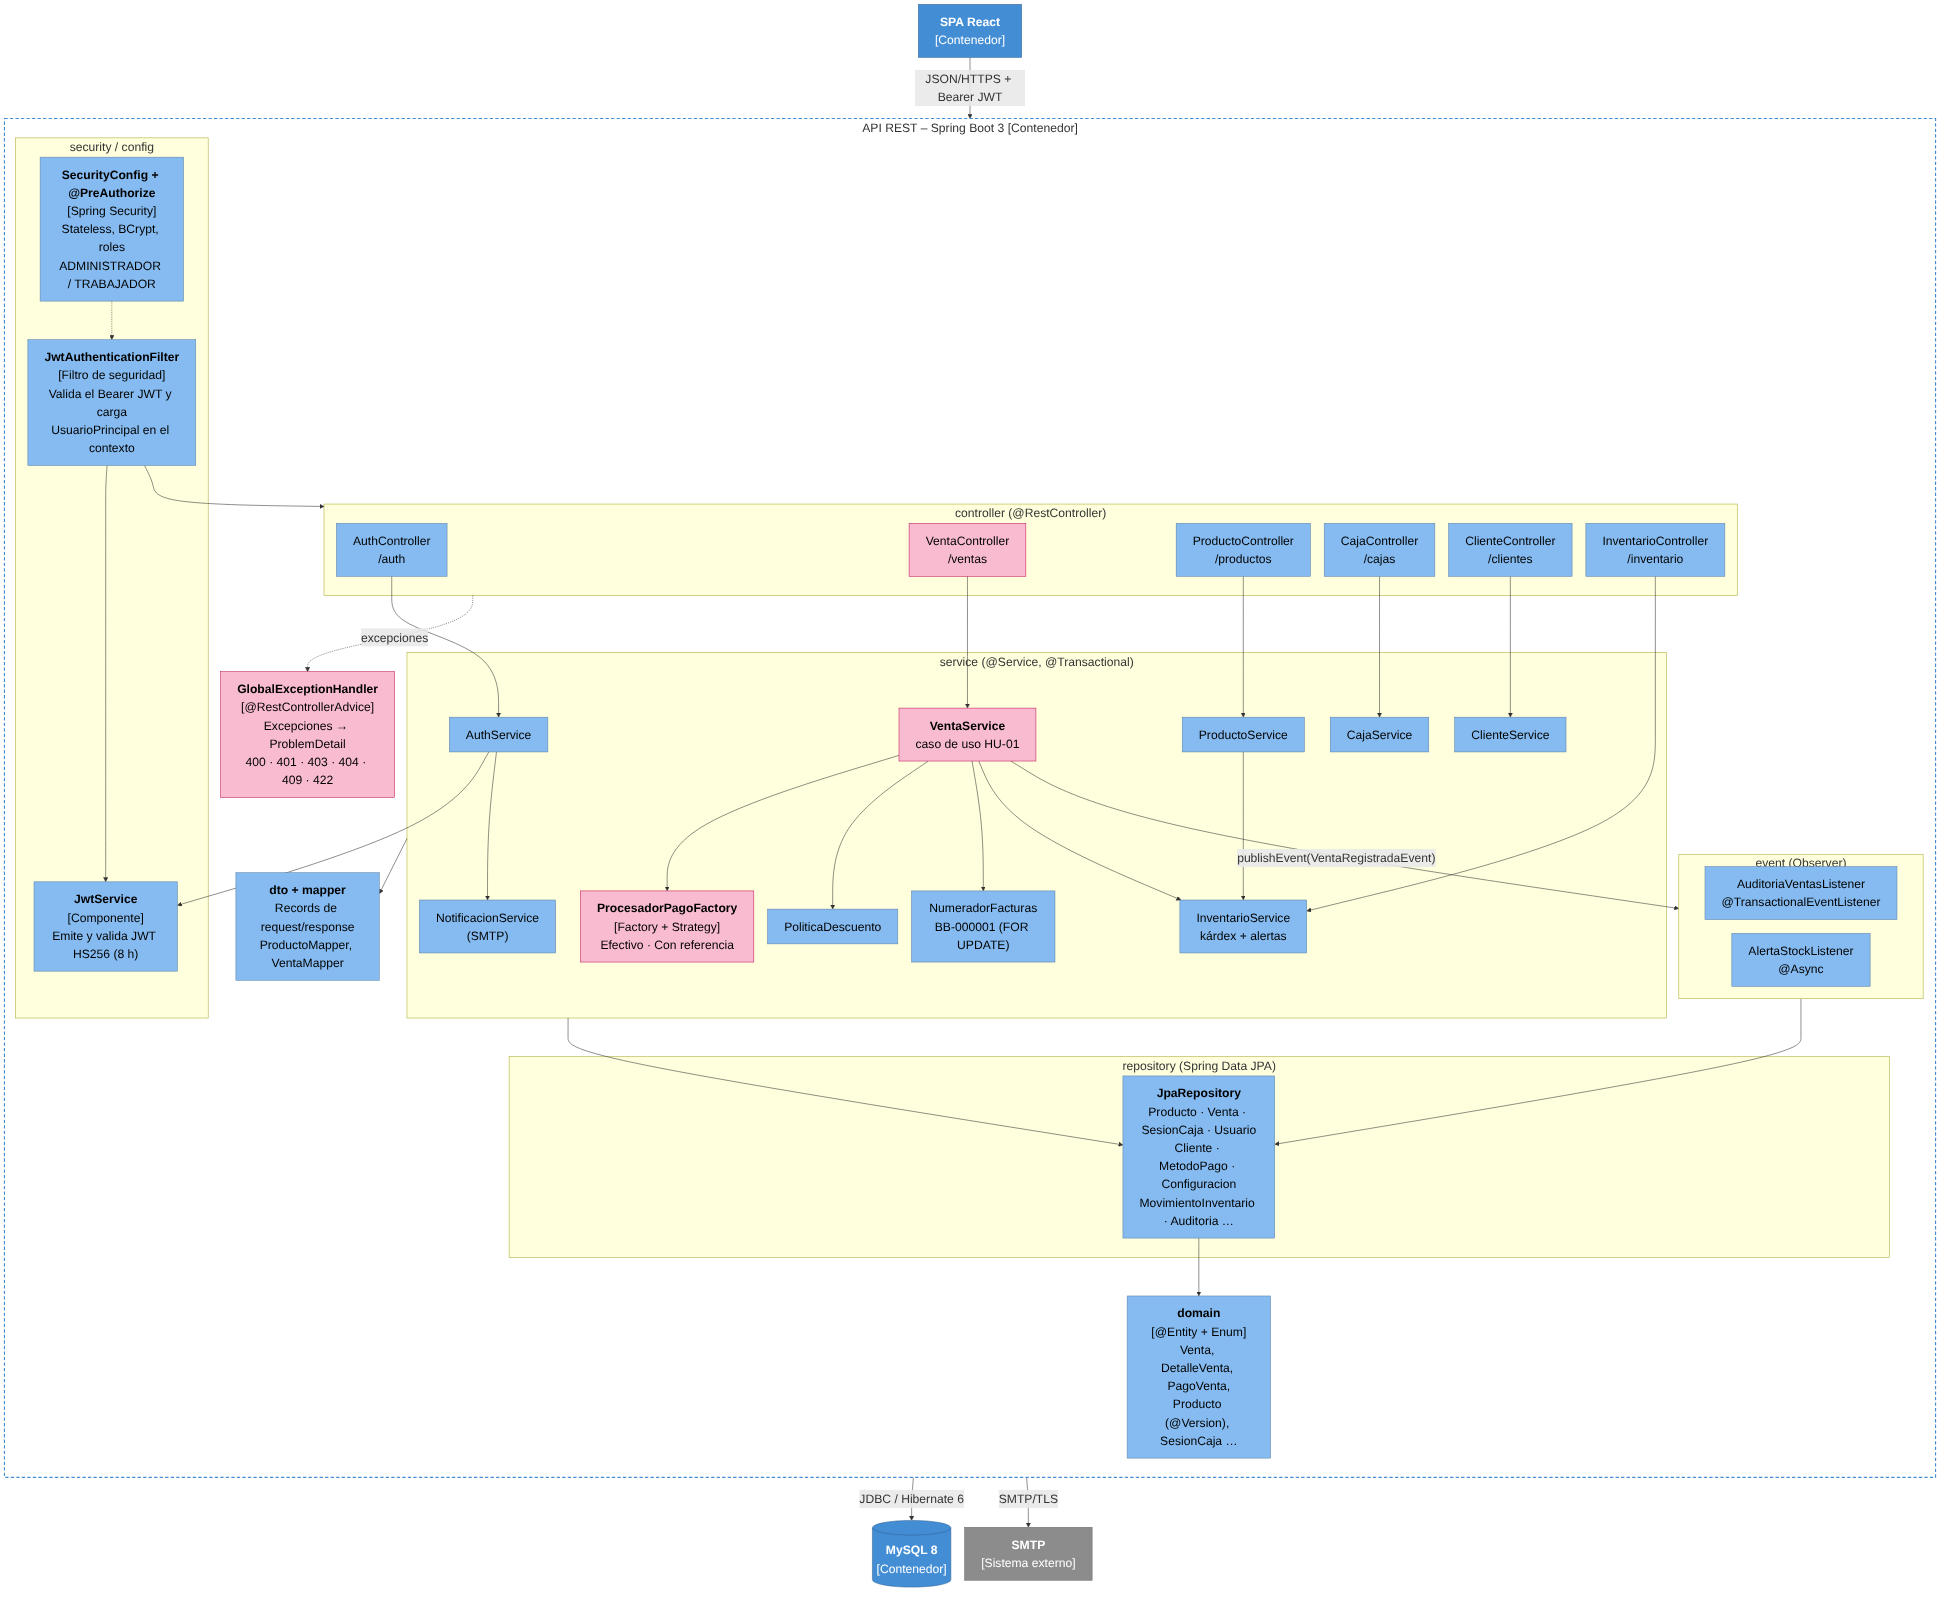 SPA React
[Contenedor]
JSON/HTTPS +
Bearer JWT
API REST – Spring Boot 3 [Contenedor]
security / config
SecurityConfig +
@PreAuthorize
[Spring Security]
Stateless, BCrypt,
roles
ADMINISTRADOR
/ TRABAJADOR
JwtAuthenticationFilter
[Filtro de seguridad]
Valida el Bearer JWT y
carga
UsuarioPrincipal en el
contexto
controller (@RestController)
AuthController
/auth
VentaController
/ventas
ProductoController
/productos
CajaController
/cajas
ClienteController
/clientes
InventarioController
/inventario
excepciones
GlobalExceptionHandler
[@RestControllerAdvice]
Excepciones →
ProblemDetail
400 · 401 · 403 · 404 ·
409 · 422
service (@Service, @Transactional)
AuthService
VentaService
caso de uso HU-01
ProductoService
CajaService
ClienteService
publishEvent(VentaRegistradaEvent)
JwtService
[Componente]
Emite y valida JWT
HS256 (8 h)
dto + mapper
Records de
request/response
ProductoMapper,
VentaMapper
NotificacionService
(SMTP)
ProcesadorPagoFactory
[Factory + Strategy]
Efectivo · Con referencia
PoliticaDescuento
NumeradorFacturas
BB-000001 (FOR
UPDATE)
InventarioService
kárdex + alertas
event (Observer)
AuditoriaVentasListener
@TransactionalEventListener
AlertaStockListener
@Async
repository (Spring Data JPA)
JpaRepository
Producto · Venta ·
SesionCaja · Usuario
Cliente ·
MetodoPago ·
Configuracion
MovimientoInventario
· Auditoria …
domain
[@Entity + Enum]
Venta,
DetalleVenta,
PagoVenta,
Producto
(@Version),
SesionCaja …
JDBC / Hibernate 6
SMTP/TLS
MySQL 8
[Contenedor]
SMTP
[Sistema externo]